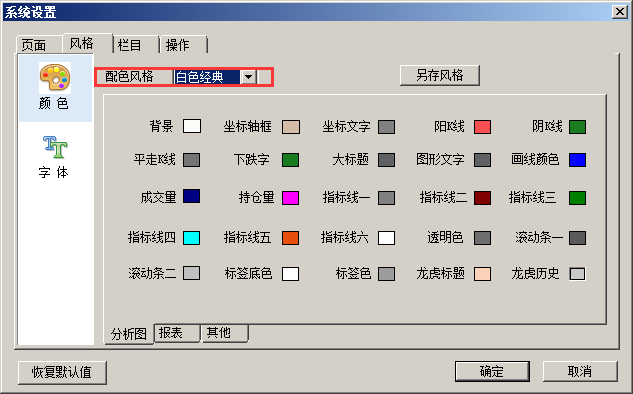 系统设置
页面 风格 栏目 操作
颜 色
字 体
配色风格 白色经典 另存风格
背景 坐标轴框 坐标文字 阳K线 阴K线
平走K线 下跌字 大标题 图形文字 画线颜色
成交量 持仓量 指标线一 指标线二 指标线三
指标线四 指标线五 指标线六 透明色 滚动条一
滚动条二 标签底色 标签色 龙虎标题 龙虎历史
分析图 报表 其他
恢复默认值 确定 取消